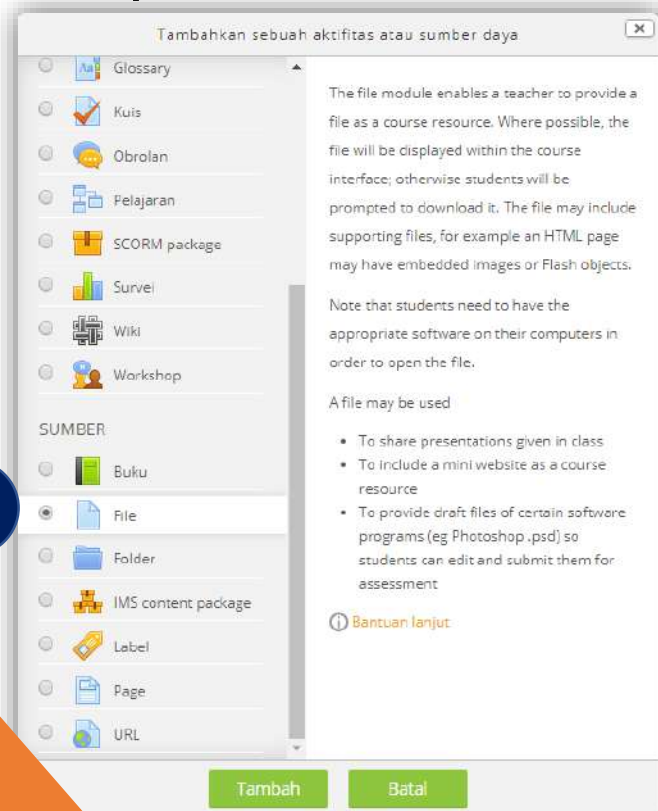 Tambahkan sebuah aktifitas atau sumber daya
Glossary
Kuis
Obrolan
Pelajaran
SCORM package
Survei
Wiki
Workshop
SUMBER
Buku
File
Folder
IMS content package
Label
Page
URL
The file module enables a teacher to provide a
file as a course resource. Where possible, the
file will be displayed within the course
interface; otherwise students will be
prompted to download it. The file may include
supporting files, for example an HTML page
may have embedded images or Flash objects.
Note that students need to have the
appropriate software on their computers in
order to open the file.
A file may be used
• To share presentations given in class
• To include a mini website as a course
resource
• To provide draft files of certain software
programs (eg Photoshop .psd) so
students can edit and submit them for
assessment
Bantuan lanjut
Tambah
Batal